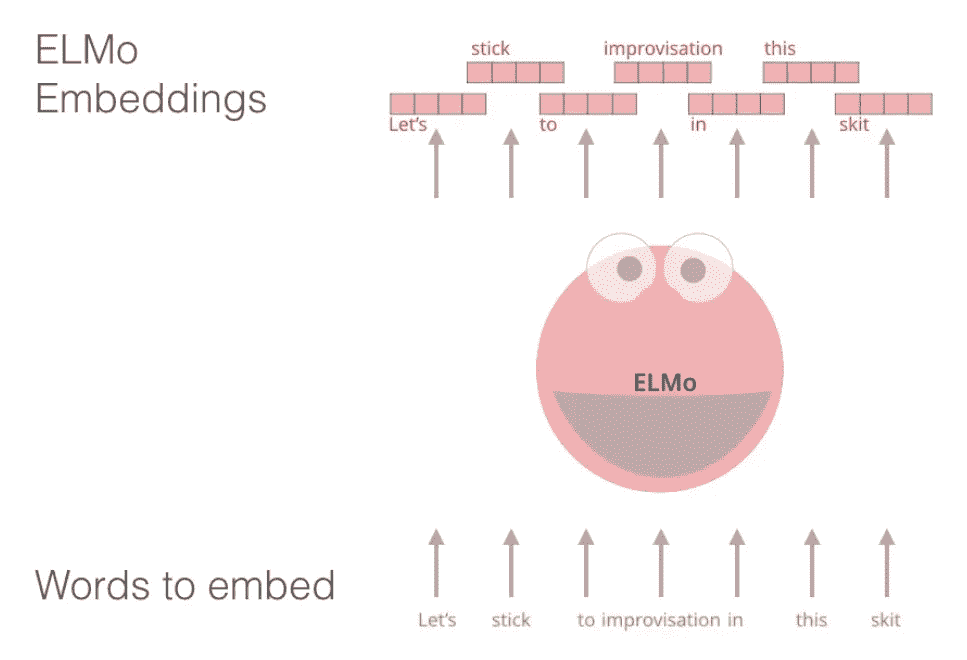 ELMo
Embeddings
stick improvisation this
Let's to in skit
ELMo
Words to embed
Let's stick to improvisation in this skit